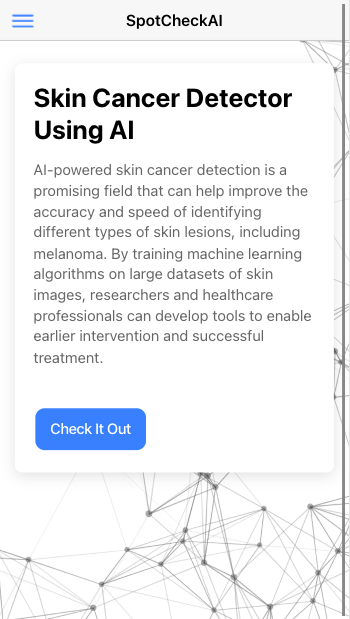 SpotCheckAI
Skin Cancer Detector
Using AI
AI-powered skin cancer detection is a
promising field that can help improve the
accuracy and speed of identifying
different types of skin lesions, including
melanoma. By training machine learning
algorithms on large datasets of skin
images, researchers and healthcare
professionals can develop tools to enable
earlier intervention and successful
treatment.
Check It Out